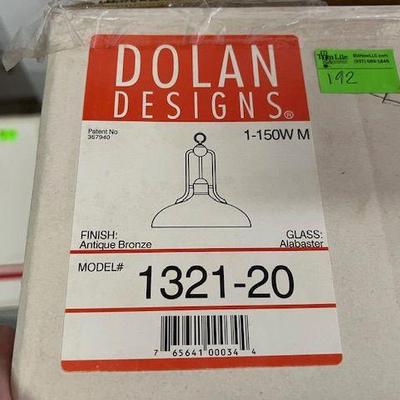 DOLAN
DESIGNS®
Patent No
367940
1-150W M
FINISH:
Antique Bronze
GLASS:
Alabaster
MODEL# 1321-20
7 65641 00034 4
192